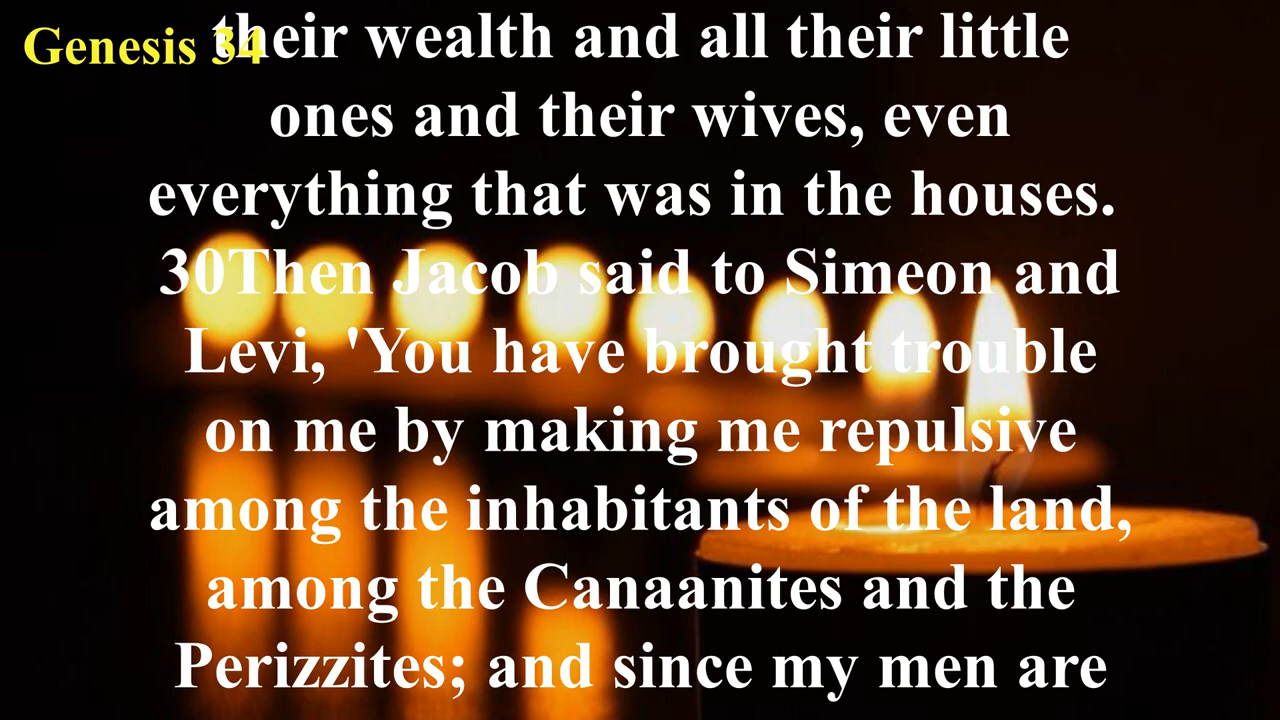 Genesis 34
their wealth and all their little
ones and their wives, even
everything that was in the houses.
30Then Jacob said to Simeon and
Levi, 'You have brought trouble
on me by making me repulsive
among the inhabitants of the land,
among the Canaanites and the
Perizzites; and since my men are